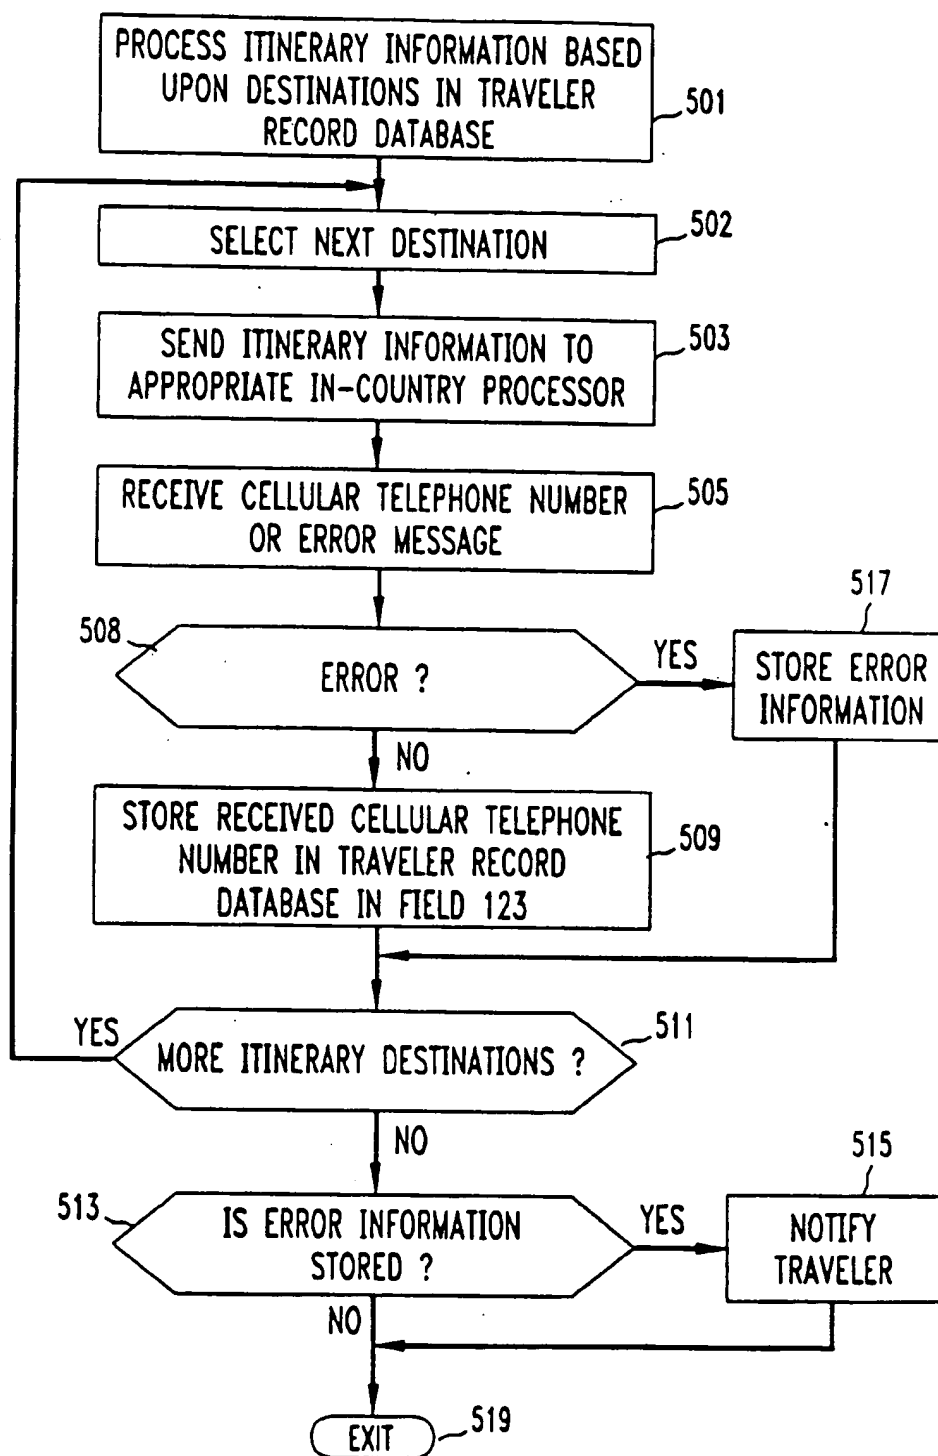 PROCESS ITINERARY INFORMATION BASED
UPON DESTINATIONS IN TRAVELER
RECORD DATABASE
501
SELECT NEXT DESTINATION
502
SEND ITINERARY INFORMATION TO
APPROPRIATE IN-COUNTRY PROCESSOR
503
RECEIVE CELLULAR TELEPHONE NUMBER
OR ERROR MESSAGE
505
508
ERROR ?
YES
517
STORE ERROR
INFORMATION
NO
STORE RECEIVED CELLULAR TELEPHONE
NUMBER IN TRAVELER RECORD
DATABASE IN FIELD 123
509
YES
MORE ITINERARY DESTINATIONS ?
511
NO
513
IS ERROR INFORMATION
STORED ?
YES
515
NOTIFY
TRAVELER
NO
EXIT
519